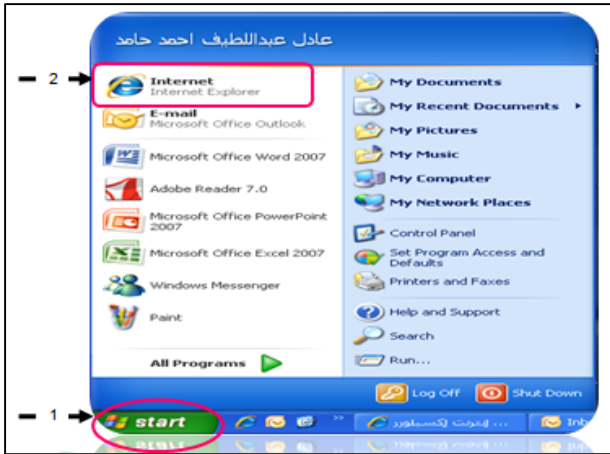 عادل عبداللطيف احمد حامد
2
Internet
Internet Explorer
E-mail
Microsoft Office Outlook
Microsoft Office Word 2007
Adobe Reader 7.0
Microsoft Office PowerPoint
2007
Microsoft Office Excel 2007
Windows Messenger
Paint
All Programs
My Documents
My Recent Documents
My Pictures
My Music
My Computer
My Network Places
Control Panel
Set Program Access and
Defaults
Printers and Faxes
Help and Support
Search
Run...
Log Off
Shut Down
1
start
إنترنت إكسبلورر ...